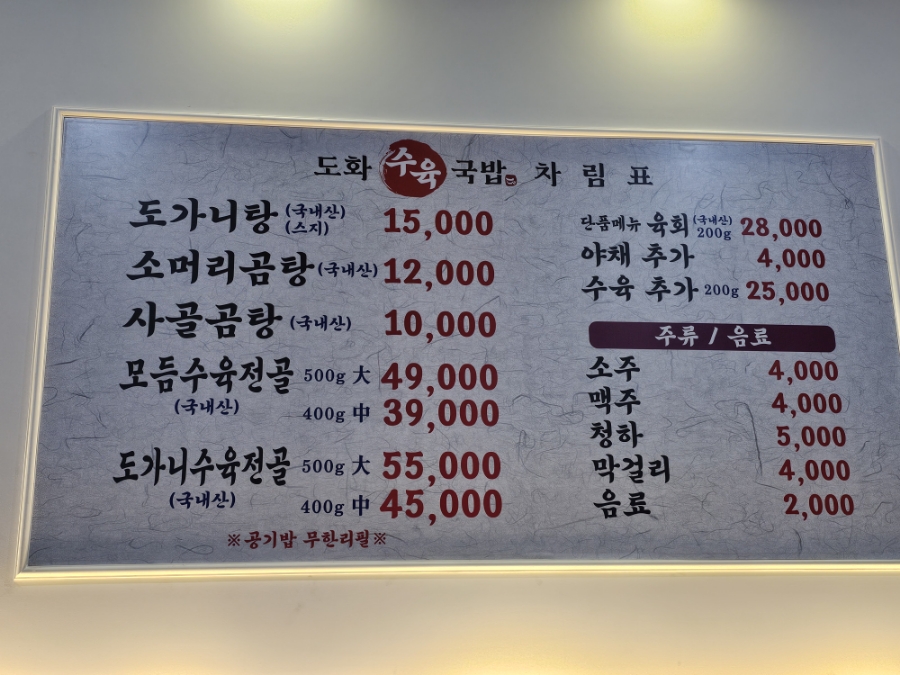 도화 수육 국밥 차 림 표
도가니탕 (국내산) (스지) 15,000
소머리곰탕 (국내산) 12,000
사골곰탕 (국내산) 10,000
모듬수육전골 500g 大 49,000
(국내산) 400g 中 39,000
도가니수육전골 500g 大 55,000
(국내산) 400g 中 45,000
※공기밥 무한리필※
단품메뉴 육회 (국내산) 200g 28,000
야채 추가 4,000
수육 추가 200g 25,000
주류 / 음료
소주 4,000
맥주 4,000
청하 5,000
막걸리 4,000
음료 2,000